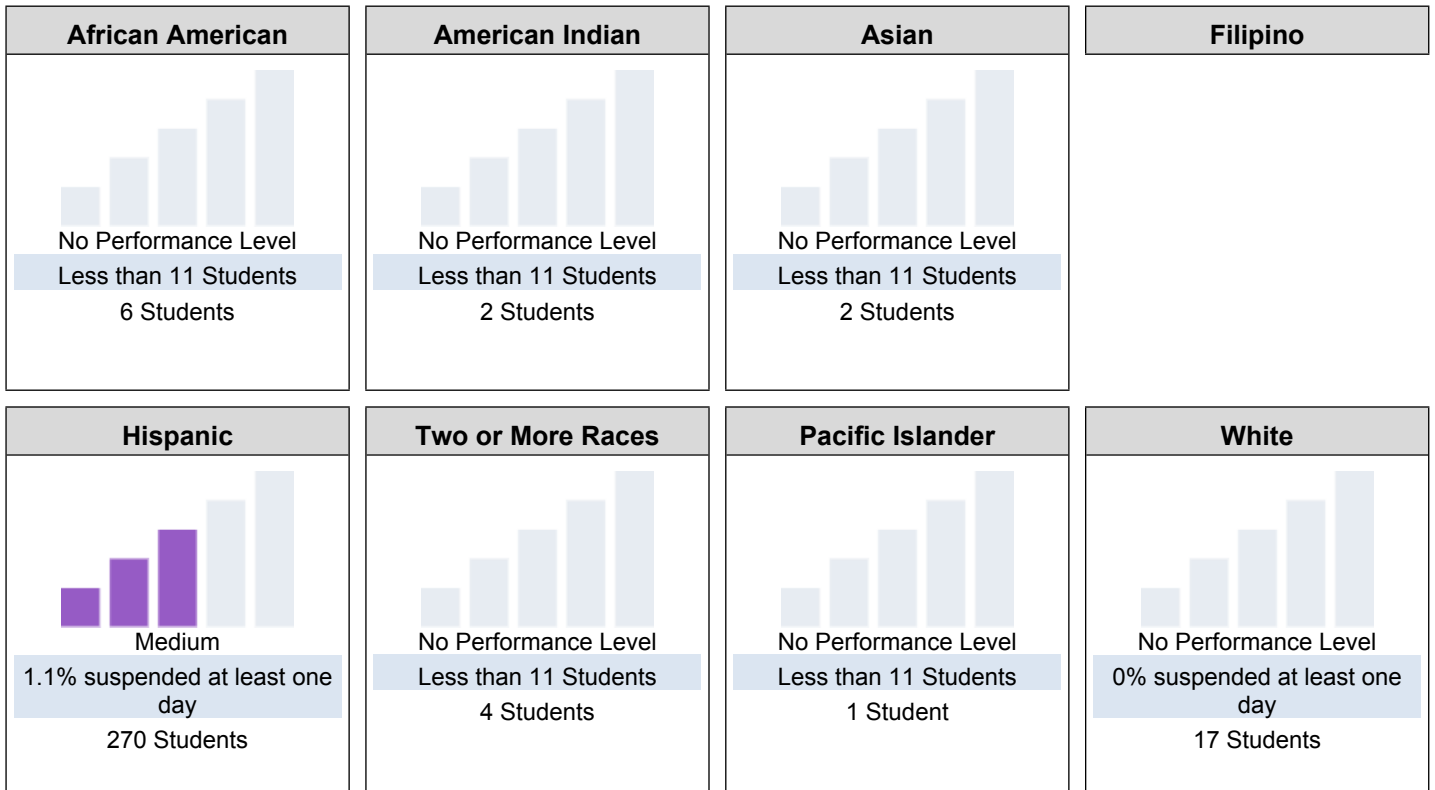 African American
No Performance Level
Less than 11 Students
6 Students
American Indian
No Performance Level
Less than 11 Students
2 Students
Asian
No Performance Level
Less than 11 Students
2 Students
Filipino
Hispanic
Medium
1.1% suspended at least one
day
270 Students
Two or More Races
No Performance Level
Less than 11 Students
4 Students
Pacific Islander
No Performance Level
Less than 11 Students
1 Student
White
No Performance Level
0% suspended at least one
day
17 Students